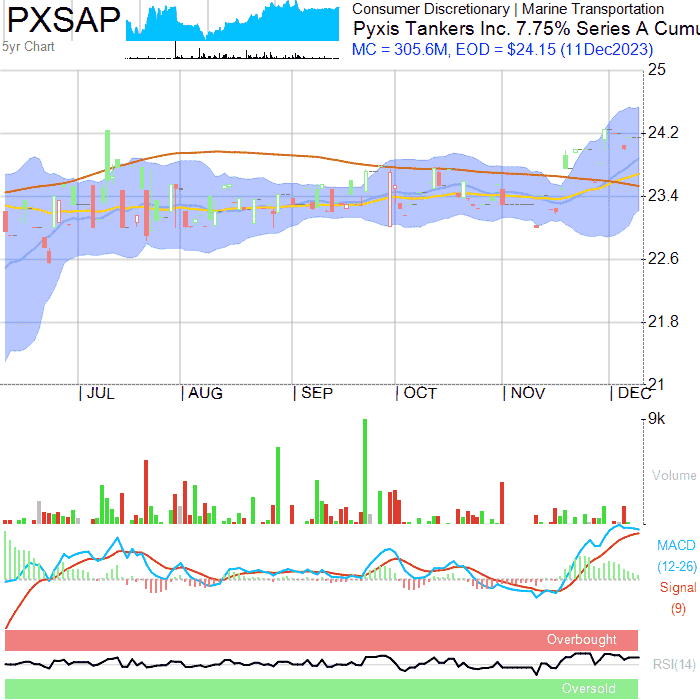 PXSAP
5yr Chart
Consumer Discretionary | Marine Transportation
Pyxis Tankers Inc. 7.75% Series A Cumu
MC = 305.6M, EOD = $24.15 (11Dec2023)
25
24.2
23.4
22.6
21.8
21
JUL AUG SEP OCT NOV DEC
9k
Volume
MACD
(12-26)
Signal
(9)
Overbought
RSI(14)
Oversold